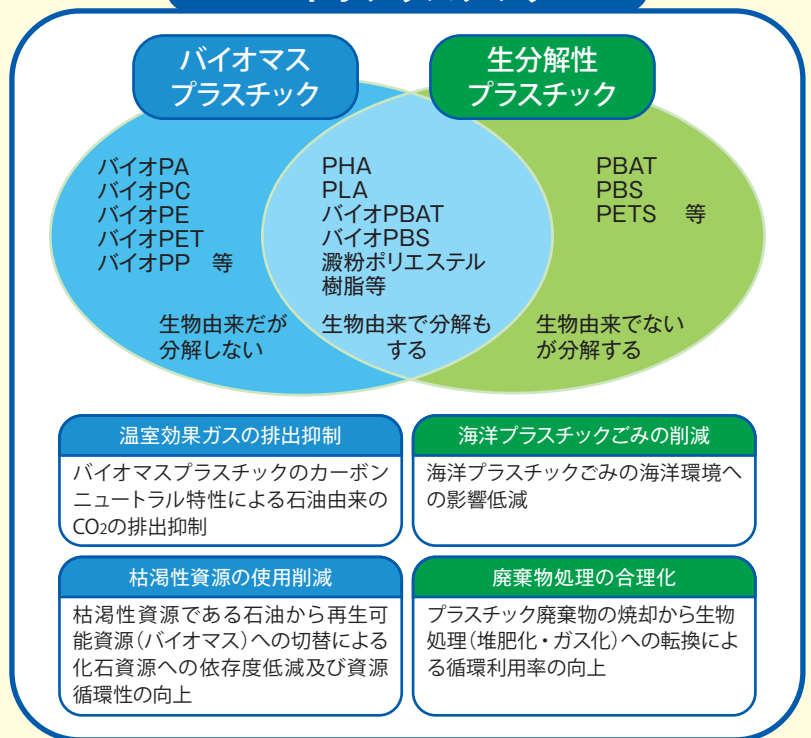 バイオマス
プラスチック
生分解性
プラスチック
バイオPA
バイオPC
バイオPE
バイオPET
バイオPP 等
PHA
PLA
バイオPBAT
バイオPBS
澱粉ポリエステル
樹脂等
PBAT
PBS
PETS 等
生物由来だが
分解しない
生物由来で分解も
する
生物由来でない
が分解する
温室効果ガスの排出抑制
バイオマスプラスチックのカーボン
ニュートラル特性による石油由来の
CO2の排出抑制
海洋プラスチックごみの削減
海洋プラスチックごみの海洋環境へ
の影響低減
枯渇性資源の使用削減
枯渇性資源である石油から再生可
能資源(バイオマス)への切替による
化石資源への依存度低減及び資源
循環性の向上
廃棄物処理の合理化
プラスチック廃棄物の焼却から生物
処理(堆肥化・ガス化)への転換によ
る循環利用率の向上